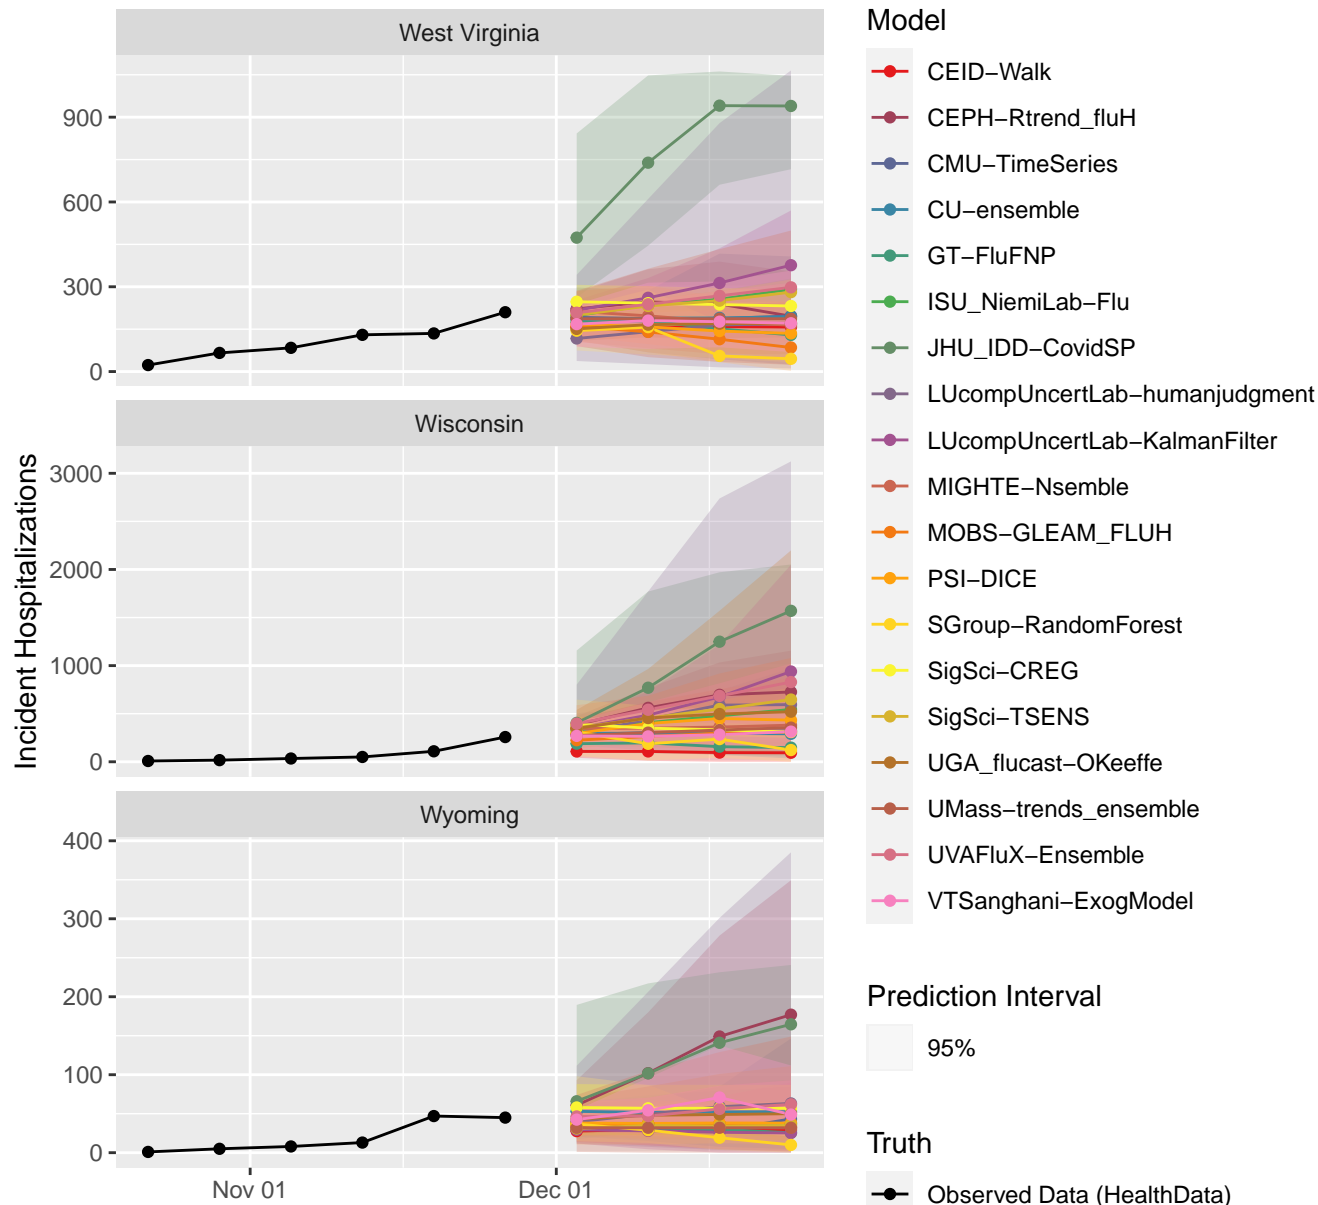 West Virginia
900
600
300
0
Wisconsin
3000
2000
1000
0
Wyoming
400
300
200
100
0
Nov 01
Dec 01
Incident Hospitalizations
Model
CEID−Walk
CEPH−Rtrend_fluH
CMU−TimeSeries
CU−ensemble
GT−FluFNP
ISU_NiemiLab−Flu
JHU_IDD−CovidSP
LUcompUncertLab−humanjudgment
LUcompUncertLab−KalmanFilter
MIGHTE−Nsemble
MOBS−GLEAM_FLUH
PSI−DICE
SGroup−RandomForest
SigSci−CREG
SigSci−TSENS
UGA_flucast−OKeeffe
UMass−trends_ensemble
UVAFluX−Ensemble
VTSanghani−ExogModel
Prediction Interval
95%
Truth
Observed Data (HealthData)